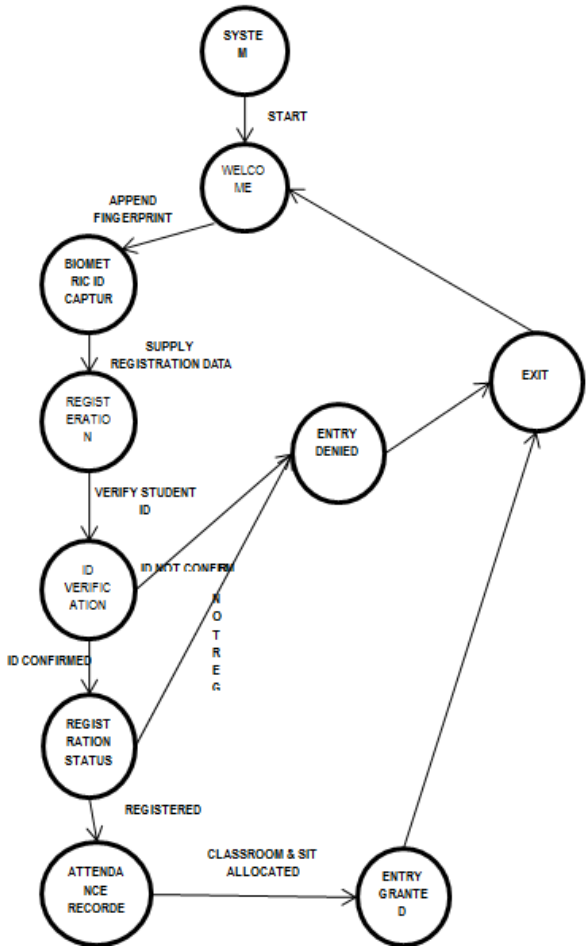 SYSTE
M
START
WELCO
ME
APPEND
FINGERPRINT
BIOMET
RIC ID
CAPTUR
SUPPLY
REGISTRATION DATA
REGIST
ERATIO
N
EXIT
ENTRY
DENIED
VERIFY STUDENT
ID
ID
VERIFIC
ATION
ID NOT CONFIRM
N
O
T
R
E
G
ID CONFIRMED
REGIST
RATION
STATUS
REGISTERED
ATTENDA
NCE
RECORDE
CLASSROOM & SIT
ALLOCATED
ENTRY
GRANTE
D